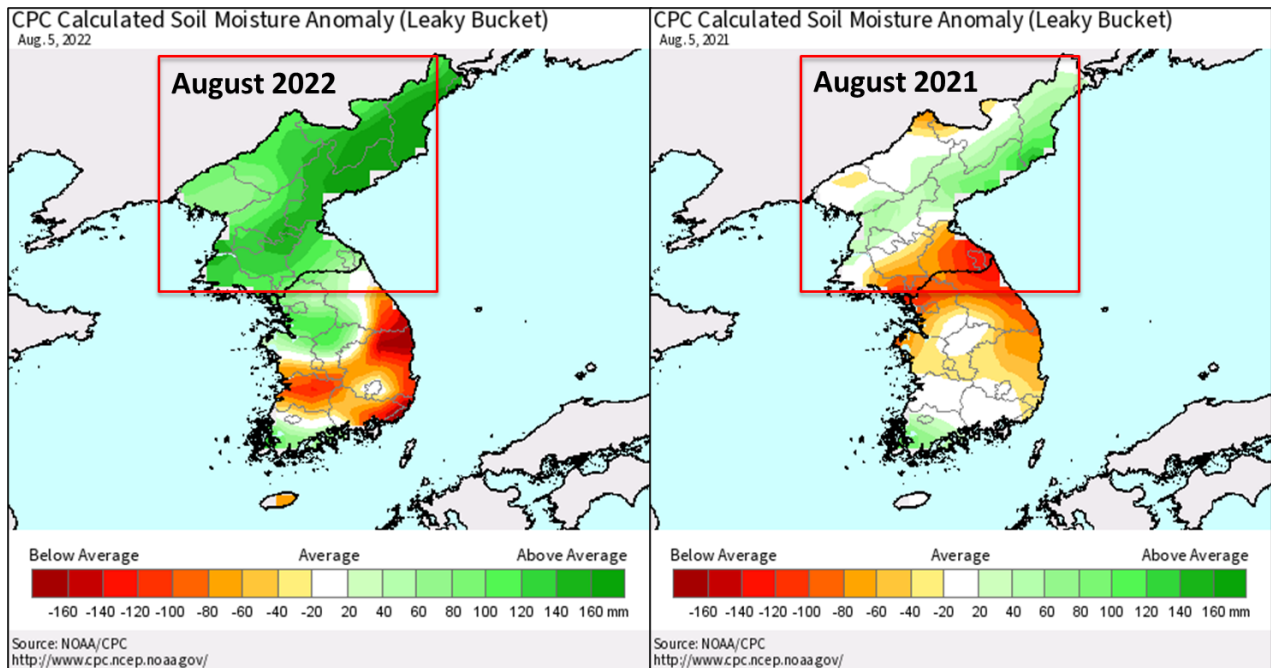 CPC Calculated Soil Moisture Anomaly (Leaky Bucket)
Aug. 5, 2022
August 2022
Below Average Average Above Average
-160 -140 -120 -100 -80 -60 -40 -20 20 40 60 80 100 120 140 160 mm
Source: NOAA/CPC
http://www.cpc.ncep.noaa.gov/
CPC Calculated Soil Moisture Anomaly (Leaky Bucket)
Aug. 5, 2021
August 2021
Below Average Average Above Average
-160 -140 -120 -100 -80 -60 -40 -20 20 40 60 80 100 120 140 160 mm
Source: NOAA/CPC
http://www.cpc.ncep.noaa.gov/